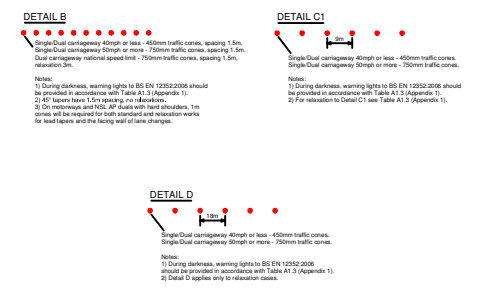 DETAIL B
Single/Dual carriageway 40mph or less - 450mm traffic cones, spacing 1.5m.
Single/Dual carriageway 50mph or more - 750mm traffic cones, spacing 1.5m.
Dual carriageway national speed limit - 750mm traffic cones, spacing 1.5m,
relaxation 3m.
Notes:
1) During darkness, warning lights to BS EN 12352:2006 should
be provided in accordance with Table A1.3 (Appendix 1).
2) 45° tapers have 1.5m spacing, no relaxations.
3) On motorways and NSL AP duals with hard shoulders, 1m
cones will be required for both standard and relaxation works
for lead tapers and the facing wall of lane changes.
DETAIL C1
9m
Single/Dual carriageway 40mph or less - 450mm traffic cones.
Single/Dual carriageway 50mph or more - 750mm traffic cones.
Notes:
1) During darkness, warning lights to BS EN 12352:2006 should
be provided in accordance with Table A1.3 (Appendix 1).
2) For relaxation to Detail C1 see Table A1.3 (Appendix 1).
DETAIL D
18m
Single/Dual carriageway 40mph or less - 450mm traffic cones.
Single/Dual carriageway 50mph or more - 750mm traffic cones.
Notes:
1) During darkness, warning lights to BS EN 12352:2006
should be provided in accordance with Table A1.3 (Appendix 1).
2) Detail D applies only to relaxation cases.